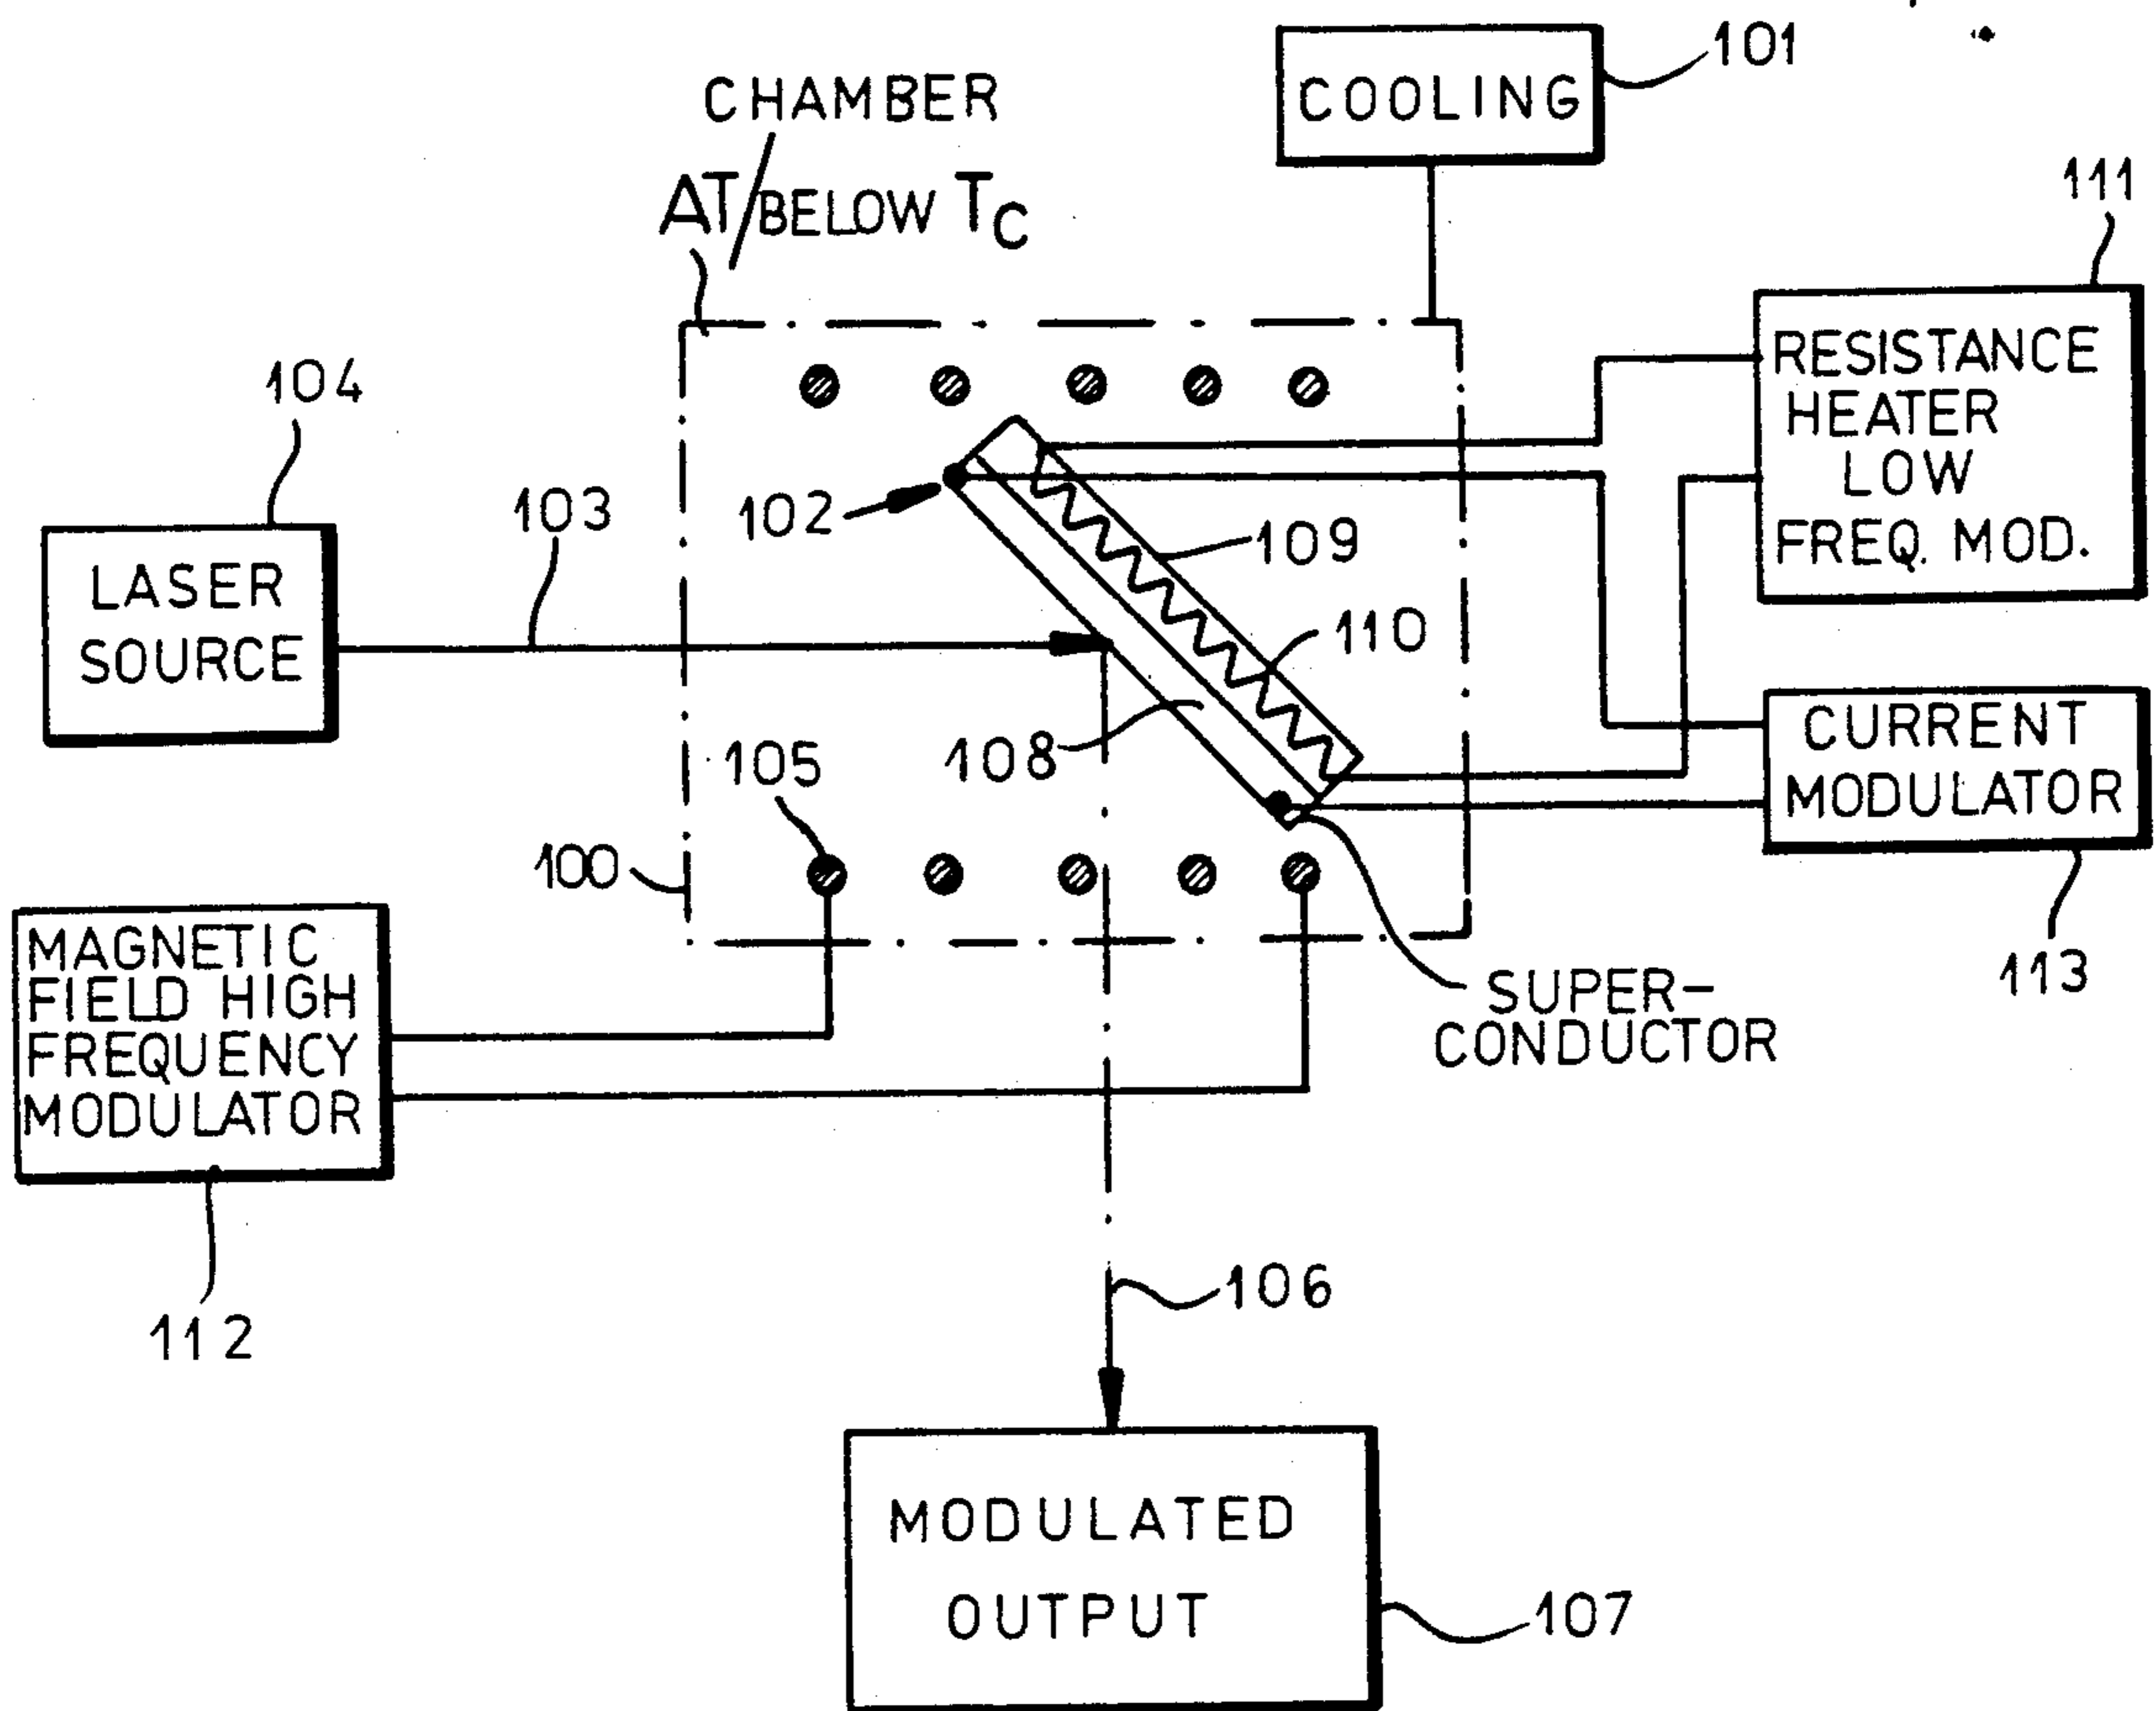 CHAMBER
AT/BELOW TC
COOLING
101
111
RESISTANCE
HEATER
LOW
FREQ. MOD.
104
LASER
SOURCE
103
102
109
110
108
105
100
CURRENT
MODULATOR
113
MAGNETIC
FIELD HIGH
FREQUENCY
MODULATOR
112
SUPER-
CONDUCTOR
106
MODULATED
OUTPUT
107